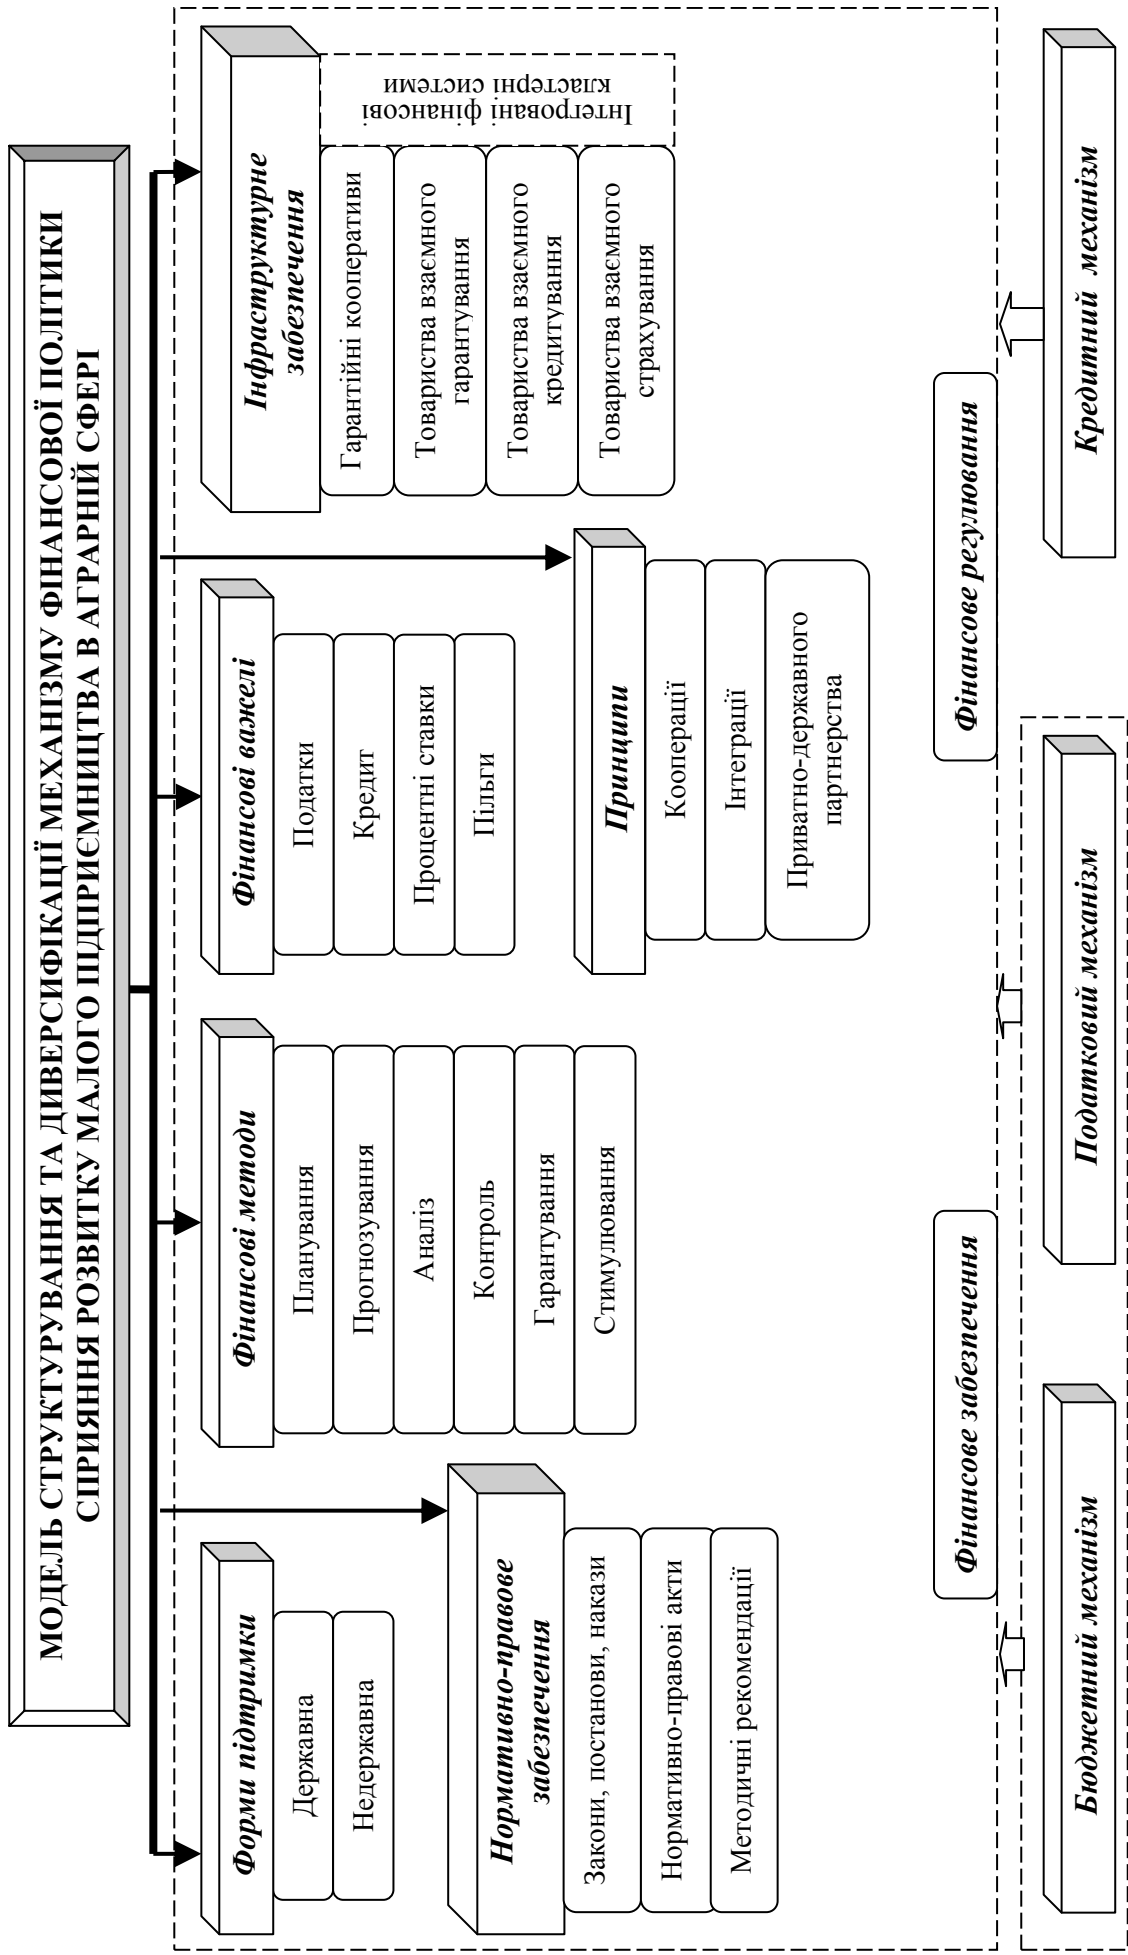 МОДЕЛЬ СТРУКТУРУВАННЯ ТА ДИВЕРСИФІКАЦІЇ МЕХАНІЗМУ ФІНАНСОВОЇ ПОЛІТИКИ
СПРИЯННЯ РОЗВИТКУ МАЛОГО ПІДПРИЄМНИЦТВА В АГРАРНІЙ СФЕРІ
Форми підтримки
Державна
Недержавна
Нормативно-правове
забезпечення
Закони, постанови, накази
Нормативно-правові акти
Методичні рекомендації
Фінансові методи
Планування
Прогнозування
Аналіз
Контроль
Гарантування
Стимулювання
Фінансові важелі
Податки
Кредит
Процентні ставки
Пільги
Принципи
Кооперації
Інтеграції
Приватно-державного
партнерства
Інфраструктурне
забезпечення
Гарантійні кооперативи
Товариства взаємного
гарантування
Товариства взаємного
кредитування
Товариства взаємного
страхування
Інтегровані фінансові
кластерні системи
Фінансове забезпечення
Фінансове регулювання
Бюджетний механізм
Податковий механізм
Кредитний механізм